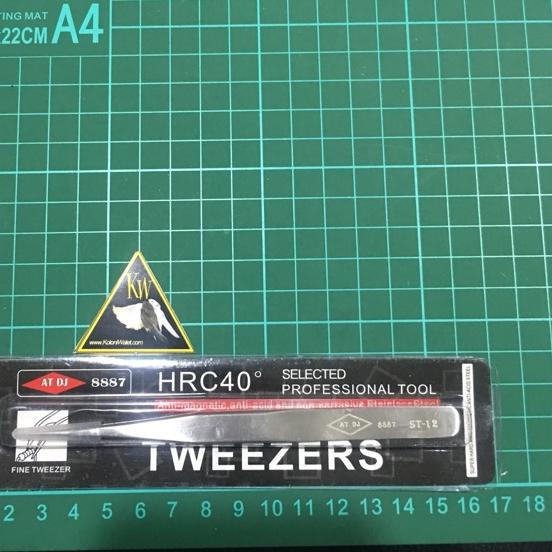 TING MAT
22CM A4
KW
www.KoloniWallet.com
AT DJ 8887
HRC40°
SELECTED
PROFESSIONAL TOOL
Anti-magnetic,anti-acid and non-corrosive Stainless Steel
AT DJ 8887 ST-12
FINE TWEEZER
TWEEZERS
2 3 4 5 6 7 8 9 10 11 12 13 14 15 16 17 18